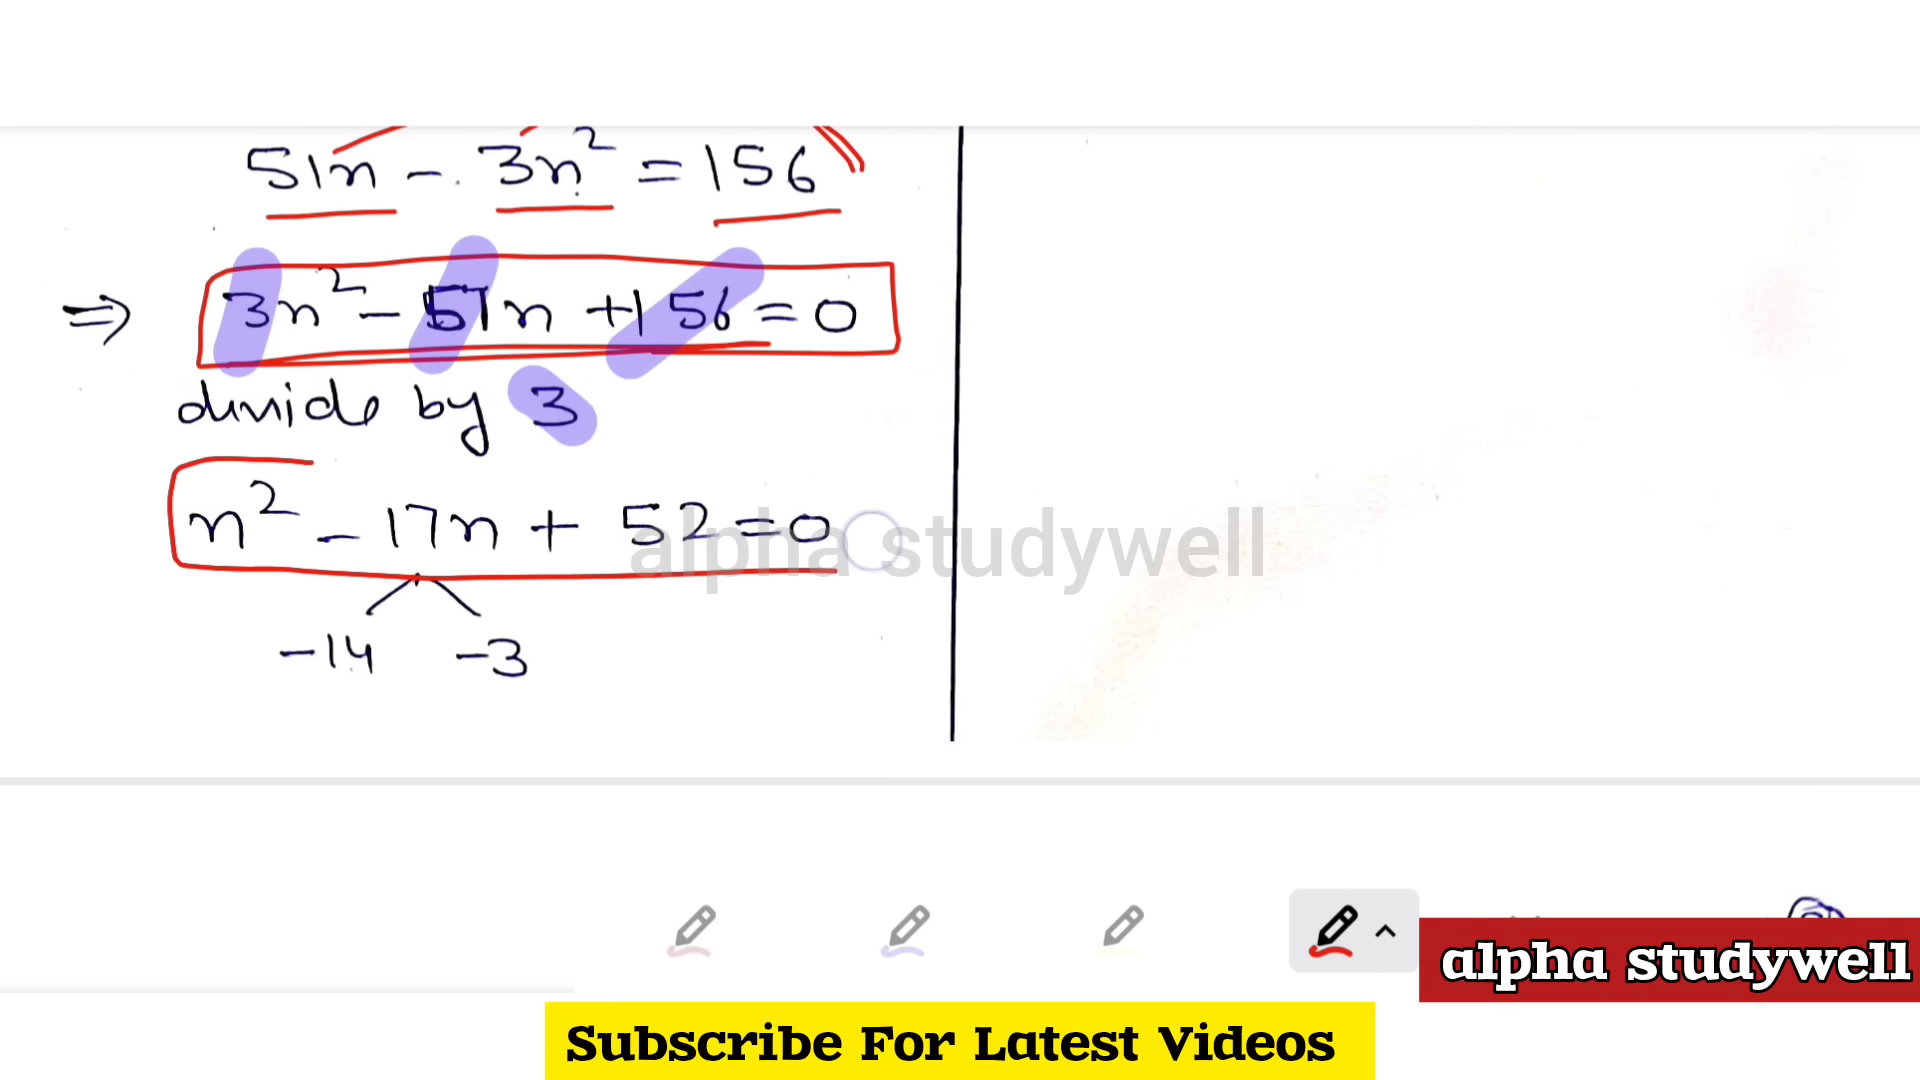 51n - 3n² = 156
⇒ 3n² - 51n + 156 = 0
divide by 3
n² - 17n + 52 = 0
-14 -3
alpha studywell
alpha studywell
Subscribe For Latest Videos